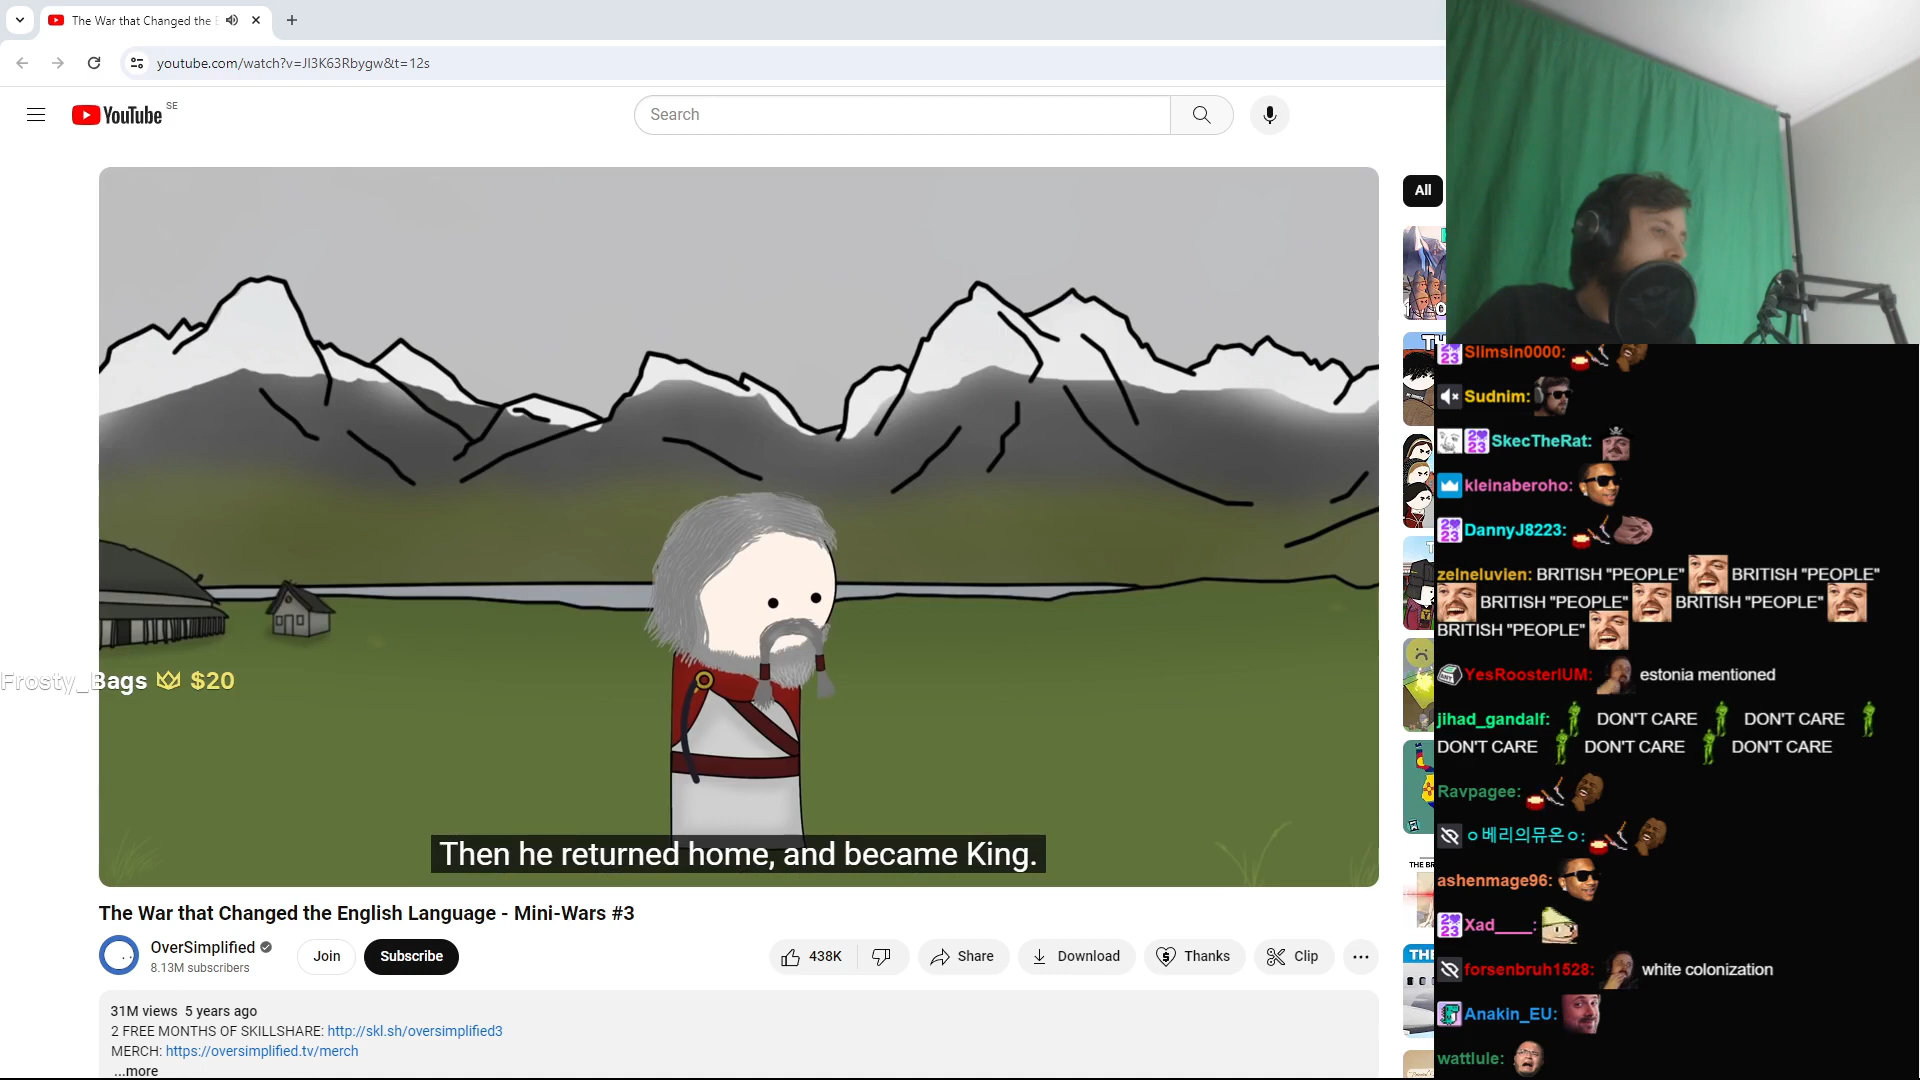 The War that Changed the E
youtube.com/watch?v=JI3K63Rbygw&t=12s
YouTube SE
Search
All
Then he returned home, and became King.
Frosty_Bags $20
The War that Changed the English Language - Mini-Wars #3
OverSimplified
8.13M subscribers
Join
Subscribe
438K
Share
Download
Thanks
Clip
31M views 5 years ago
2 FREE MONTHS OF SKILLSHARE: http://skl.sh/oversimplified3
MERCH: https://oversimplified.tv/merch
...more
Slimsin0000:
Sudnim:
SkecTheRat:
kleinaberoho:
DannyJ8223:
zelneluvien: BRITISH "PEOPLE" BRITISH "PEOPLE"
BRITISH "PEOPLE" BRITISH "PEOPLE"
BRITISH "PEOPLE"
YesRoosterIUM: estonia mentioned
jihad_gandalf: DON'T CARE DON'T CARE
DON'T CARE DON'T CARE DON'T CARE
Ravpagee:
ㅇ베리의뮤온ㅇ:
ashenmage96:
Xad____:
forsenbruh1528: white colonization
Anakin_EU:
wattlule: